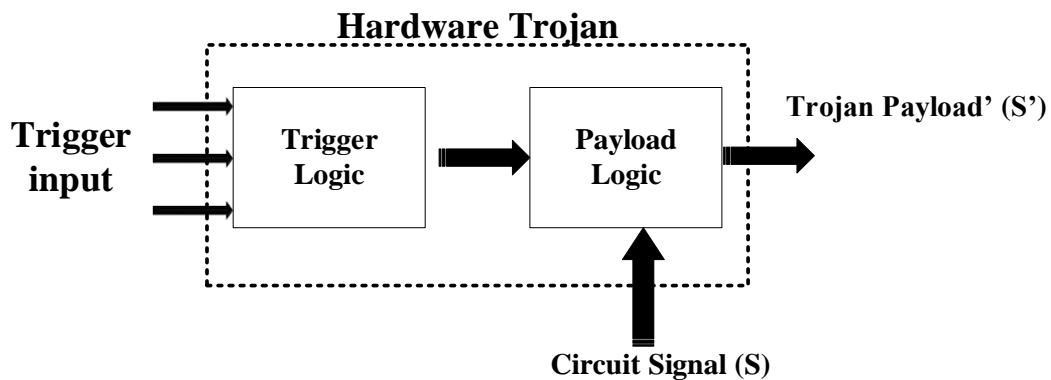 Hardware Trojan
Trigger
input
Trigger
Logic
Payload
Logic
Trojan Payload’ (S’)
Circuit Signal (S)